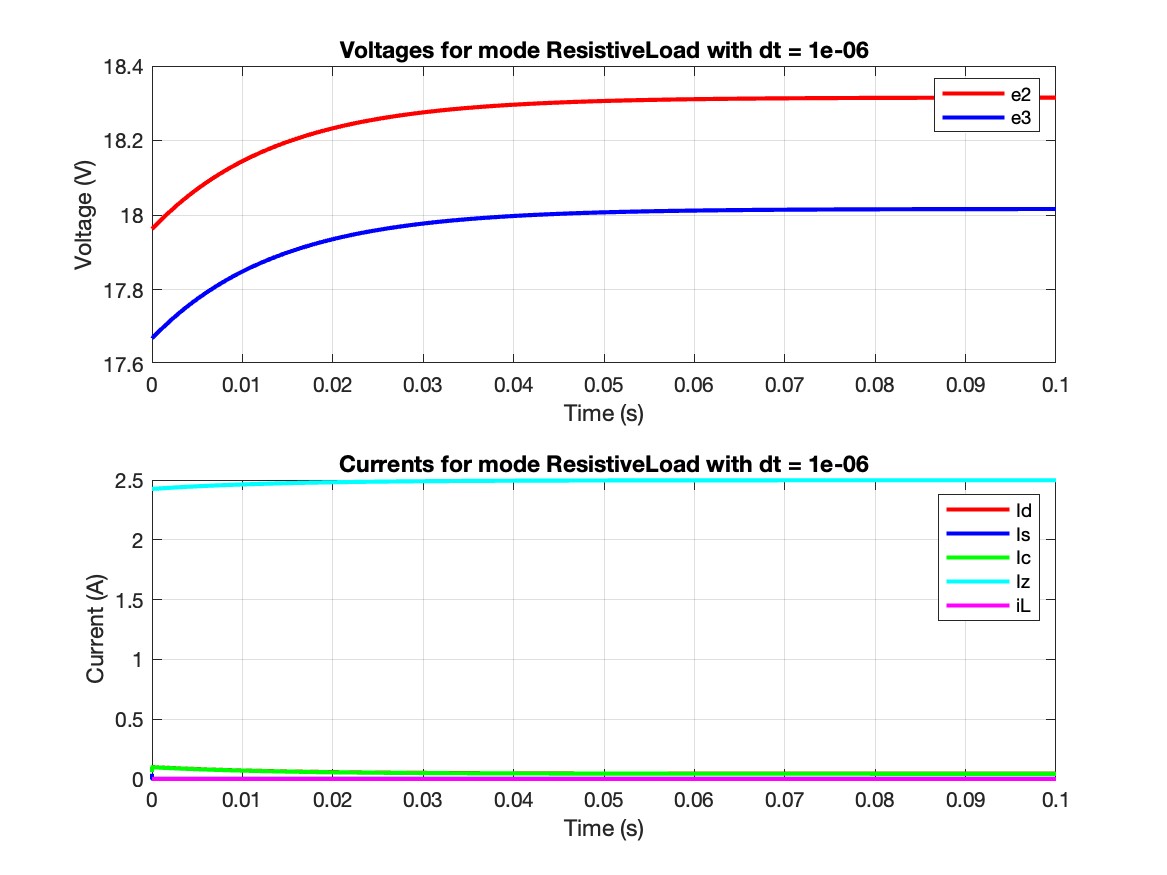 Voltages for mode ResistiveLoad with dt = 1e-06
18.4
18.2
18
17.8
17.6
Voltage (V)
e2
e3
0 0.01 0.02 0.03 0.04 0.05 0.06 0.07 0.08 0.09 0.1
Time (s)
Currents for mode ResistiveLoad with dt = 1e-06
2.5
2
1.5
1
0.5
0
Current (A)
Id
Is
Ic
Iz
iL
0 0.01 0.02 0.03 0.04 0.05 0.06 0.07 0.08 0.09 0.1
Time (s)